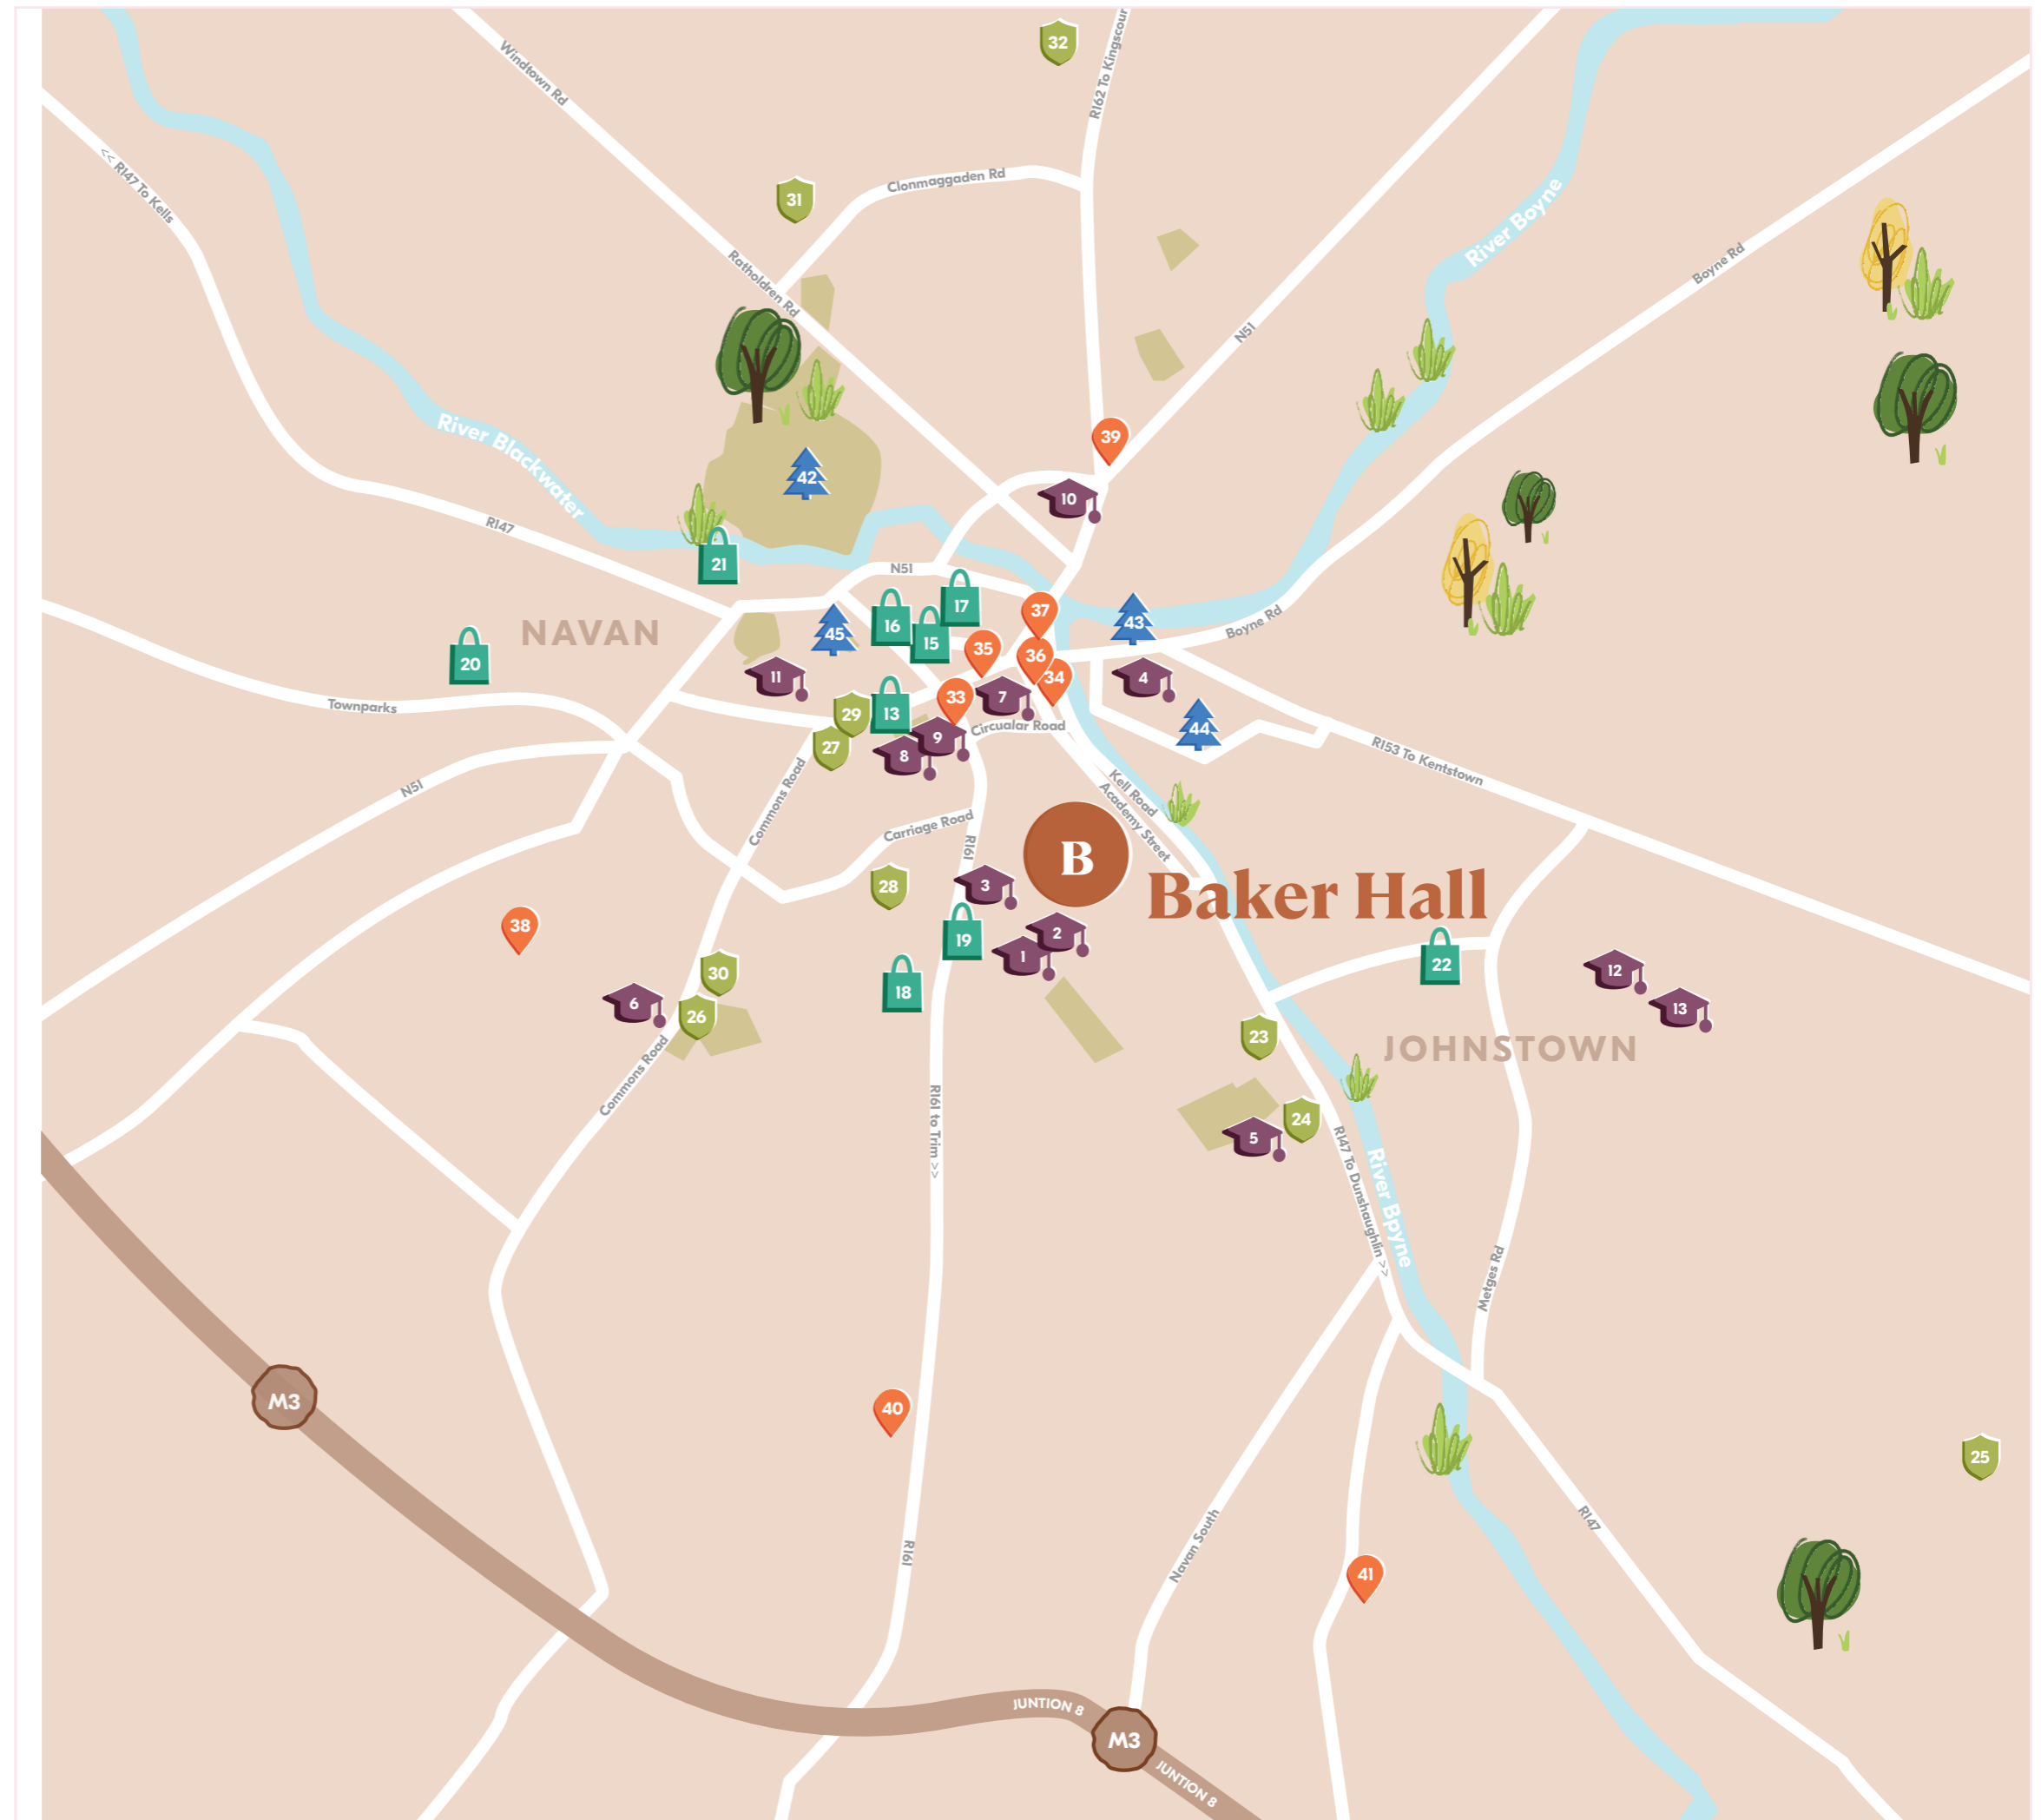 32
R162 To Kingscour
Windtown Rd
<< R147 To Kells
31
Clonmaggaden Rd
River Boyne
Boyne Rd
Ratholdren Rd
N51
39
River Blackwater
42
10
R147
21
N51
37
17
16
43
45
15
Boyne Rd
NAVAN
20
35
36
34
11
4
7
33
Townparks
29
13
Circualar Road
44
9
27
8
R153 To Kentstown
N51
Kell Road
Academy Street
Commons Road
Carriage Road
R161
B
28
3
Baker Hall
38
2
19
1
22
12
30
18
6
13
26
23
JOHNSTOWN
Commons Road
24
5
R161 to Trim >>
R147 To Dunshaughlin >>
River Bpyne
Metges Rd
M3
40
25
R147
R161
Navan South
41
JUNTION 8
M3
JUNTION 8